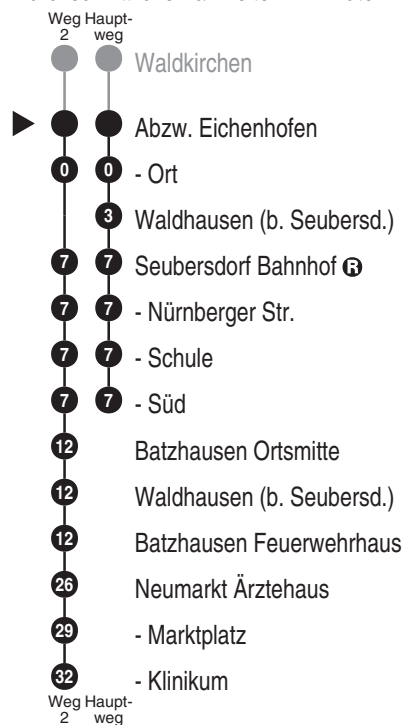 Weg Haupt-
2 weg
Waldkirchen
Abzw. Eichenhofen
0 0 - Ort
3 Waldhausen (b. Seubersd.)
7 7 Seubersdorf Bahnhof R
7 7 - Nürnberger Str.
7 7 - Schule
7 7 - Süd
12 Batzhausen Ortsmitte
12 Waldhausen (b. Seubersd.)
12 Batzhausen Feuerwehrhaus
26 Neumarkt Ärztehaus
29 - Marktplatz
32 - Klinikum
Weg Haupt-
2 weg